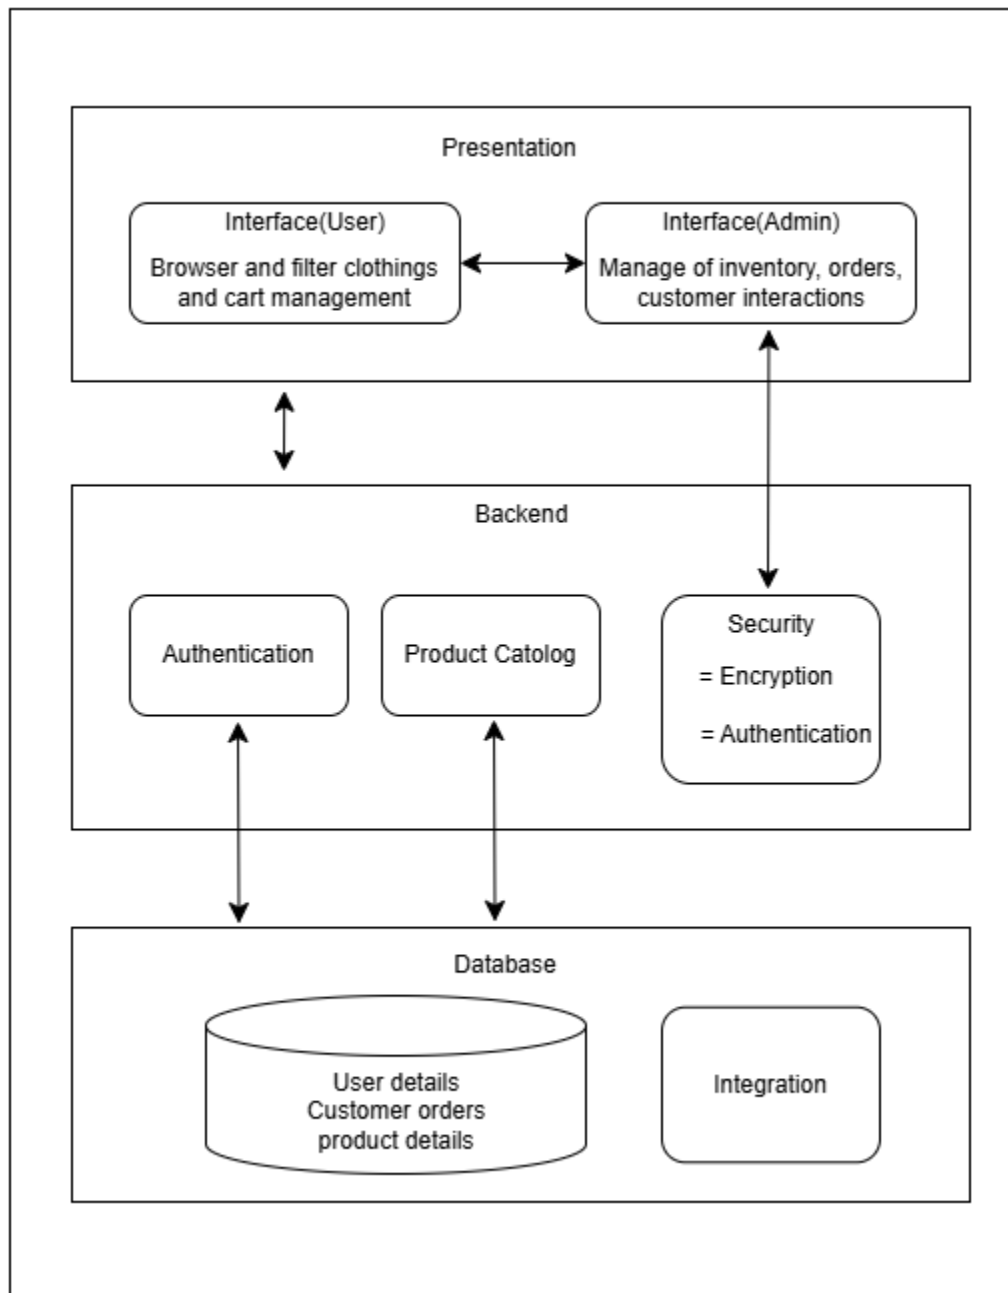 Presentation
Interface(User)
Browser and filter clothings
and cart management
Interface(Admin)
Manage of inventory, orders,
customer interactions
Backend
Authentication
Product Catolog
Security
= Encryption
= Authentication
Database
User details
Customer orders
product details
Integration